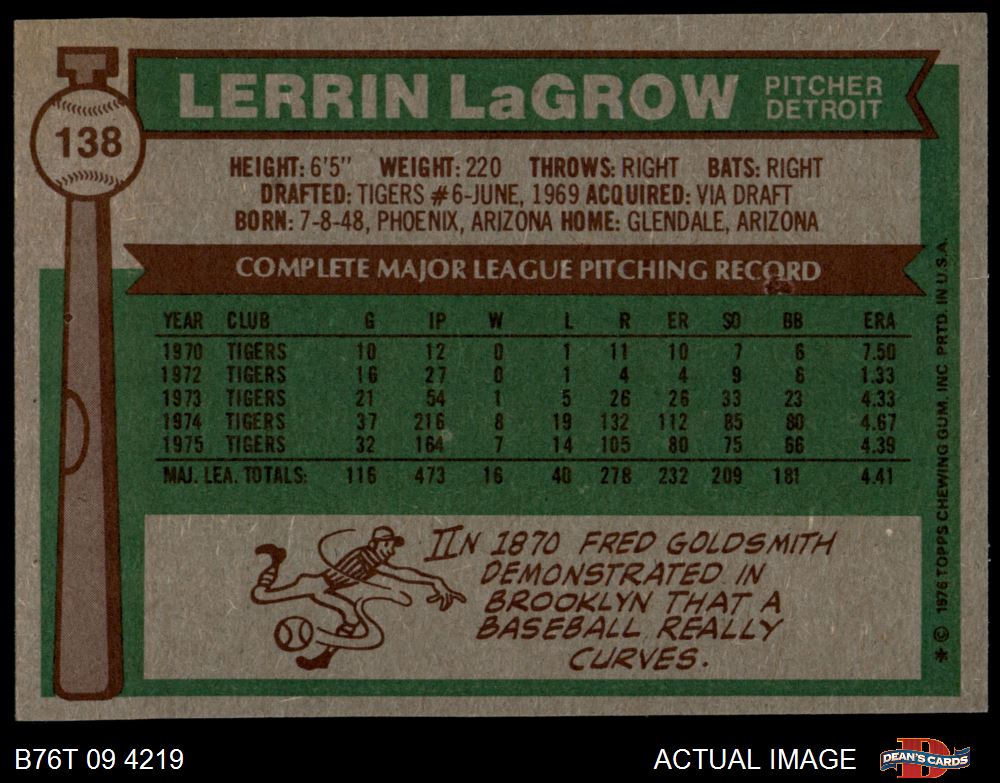 138
LERRIN LaGROW
PITCHER
DETROIT
HEIGHT: 6'5" WEIGHT: 220 THROWS: RIGHT BATS: RIGHT
DRAFTED: TIGERS #6-JUNE, 1969 ACQUIRED: VIA DRAFT
BORN: 7-8-48, PHOENIX, ARIZONA HOME: GLENDALE, ARIZONA
COMPLETE MAJOR LEAGUE PITCHING RECORD
YEAR CLUB G IP W L R ER SO BB ERA
1970 TIGERS 10 12 0 1 11 10 7 6 7.50
1972 TIGERS 16 27 0 1 4 4 9 6 1.33
1973 TIGERS 21 54 1 5 26 26 33 23 4.33
1974 TIGERS 37 216 8 19 132 112 85 80 4.67
1975 TIGERS 32 164 7 14 105 80 75 66 4.39
MAJ. LEA. TOTALS: 116 473 16 40 278 232 209 181 4.41
IN 1870 FRED GOLDSMITH
DEMONSTRATED IN
BROOKLYN THAT A
BASEBALL REALLY
CURVES.
* © 1976 TOPPS CHEWING GUM. INC PRTD. IN U.S.A.
B76T 09 4219
ACTUAL IMAGE
D
DEAN'S CARDS